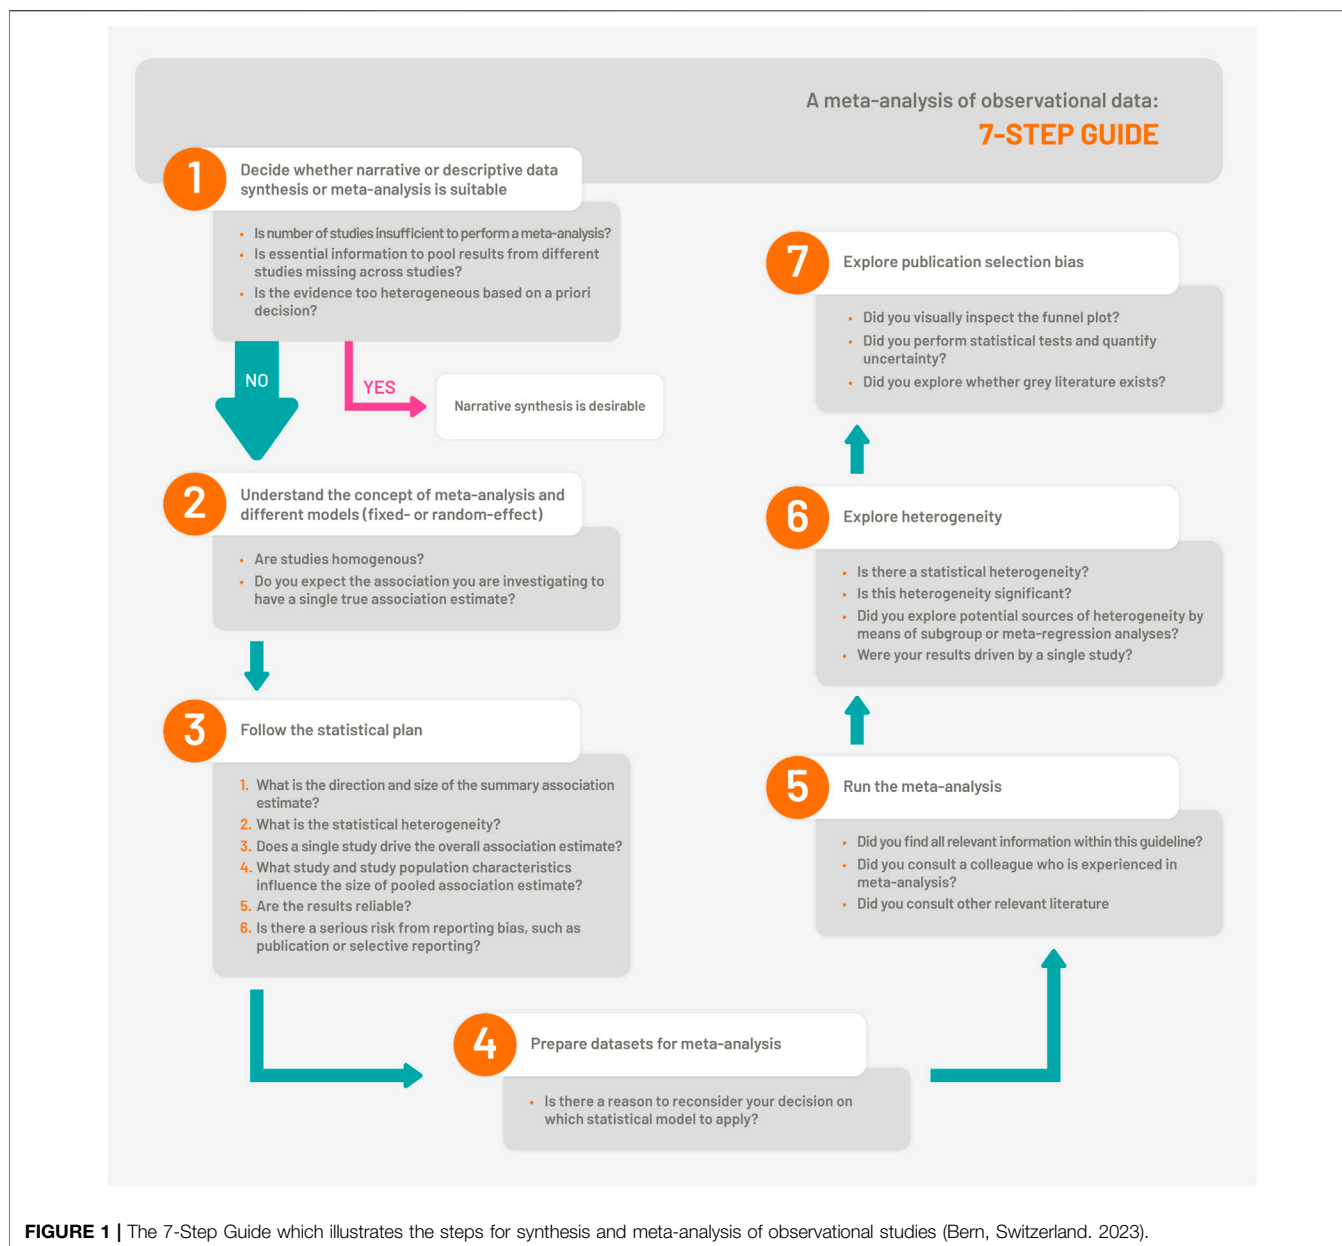 A meta-analysis of observational data:
7-STEP GUIDE
1
Decide whether narrative or descriptive data
synthesis or meta-analysis is suitable
• Is number of studies insufficient to perform a meta-analysis?
• Is essential information to pool results from different
studies missing across studies?
• Is the evidence too heterogeneous based on a priori
decision?
NO
YES
Narrative synthesis is desirable
2
Understand the concept of meta-analysis and
different models (fixed- or random-effect)
• Are studies homogenous?
• Do you expect the association you are investigating to
have a single true association estimate?
3
Follow the statistical plan
1. What is the direction and size of the summary association
estimate?
2. What is the statistical heterogeneity?
3. Does a single study drive the overall association estimate?
4. What study and study population characteristics
influence the size of pooled association estimate?
5. Are the results reliable?
6. Is there a serious risk from reporting bias, such as
publication or selective reporting?
4
Prepare datasets for meta-analysis
• Is there a reason to reconsider your decision on
which statistical model to apply?
5
Run the meta-analysis
• Did you find all relevant information within this guideline?
• Did you consult a colleague who is experienced in
meta-analysis?
• Did you consult other relevant literature
6
Explore heterogeneity
• Is there a statistical heterogeneity?
• Is this heterogeneity significant?
• Did you explore potential sources of heterogeneity by
means of subgroup or meta-regression analyses?
• Were your results driven by a single study?
7
Explore publication selection bias
• Did you visually inspect the funnel plot?
• Did you perform statistical tests and quantify
uncertainty?
• Did you explore whether grey literature exists?
FIGURE 1 | The 7-Step Guide which illustrates the steps for synthesis and meta-analysis of observational studies (Bern, Switzerland. 2023).